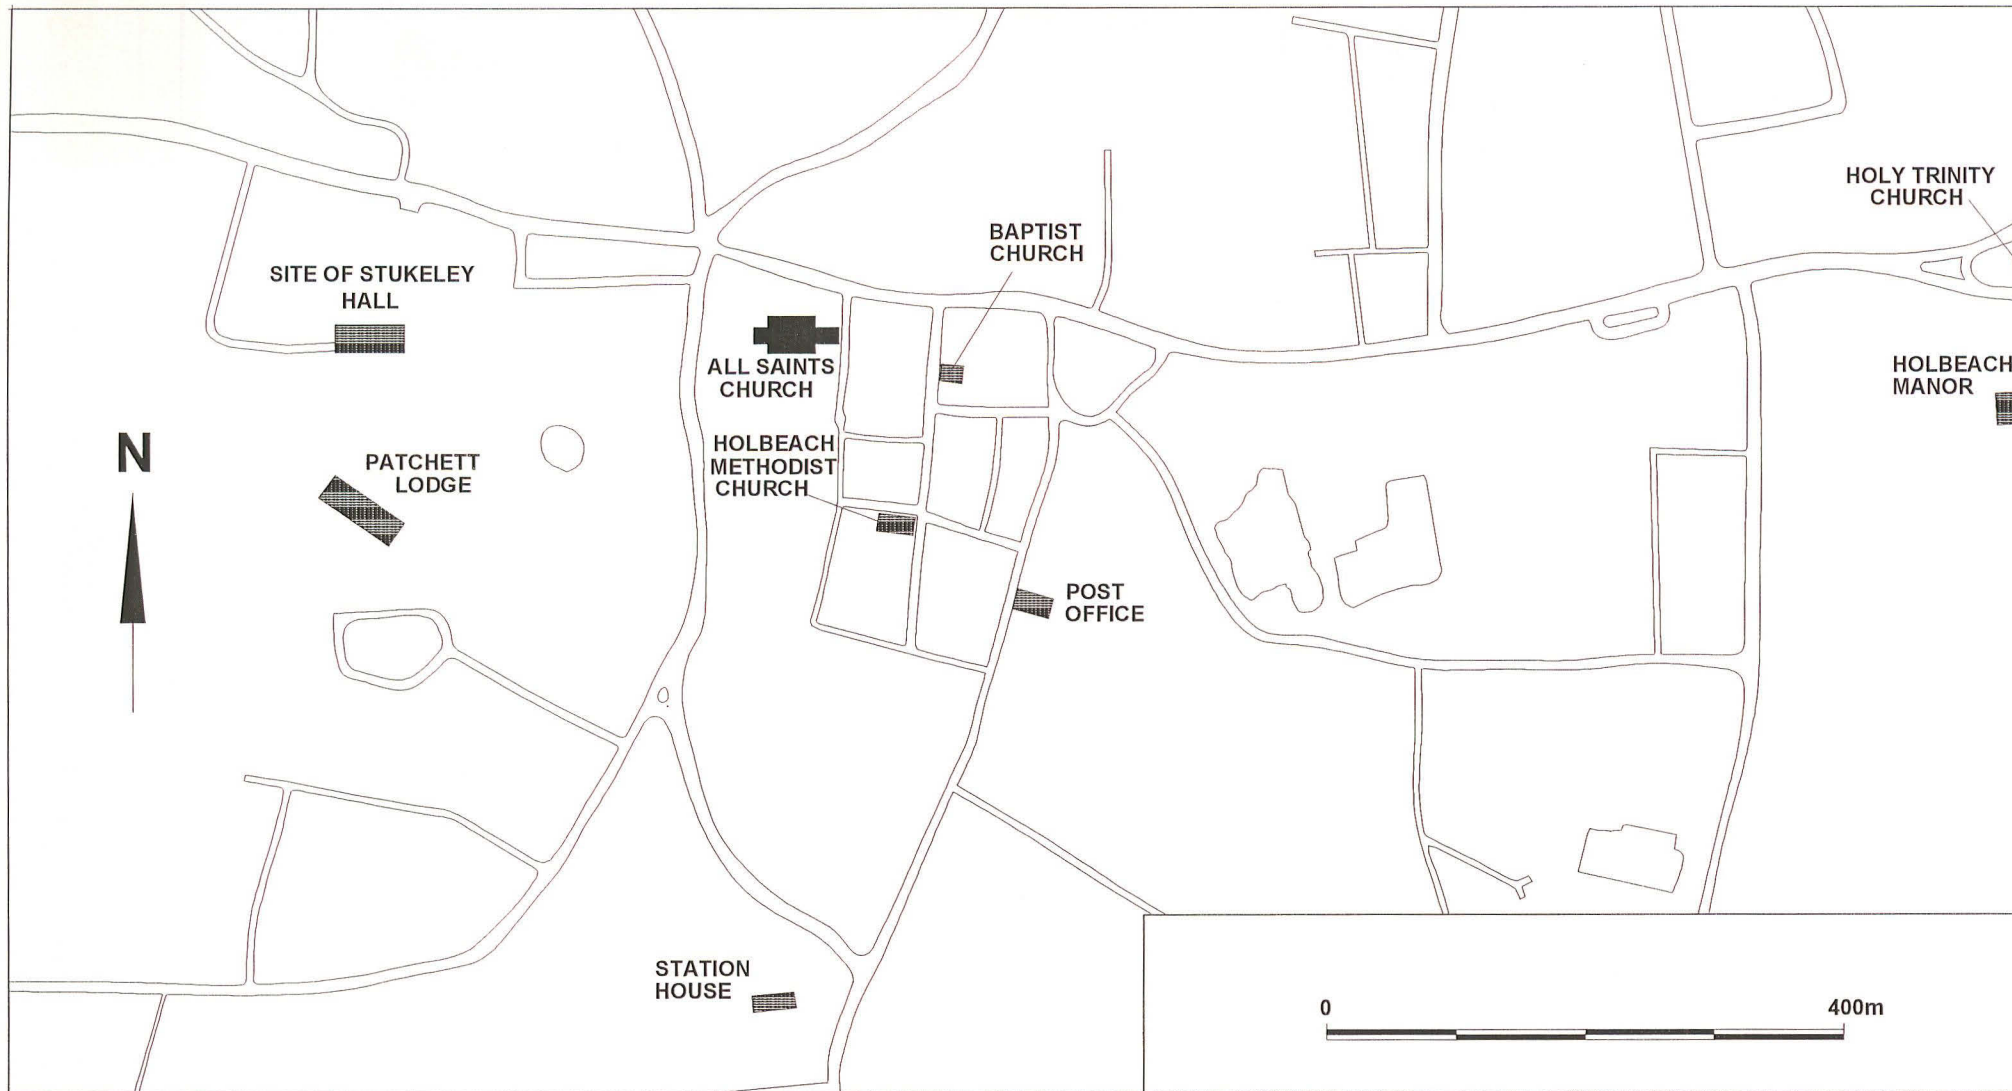 HOLY TRINITY
CHURCH
BAPTIST
CHURCH
SITE OF STUKELEY
HALL
ALL SAINTS
CHURCH
HOLBEACH
MANOR
N
HOLBEACH
METHODIST
CHURCH
PATCHETT
LODGE
POST
OFFICE
STATION
HOUSE
0 400m